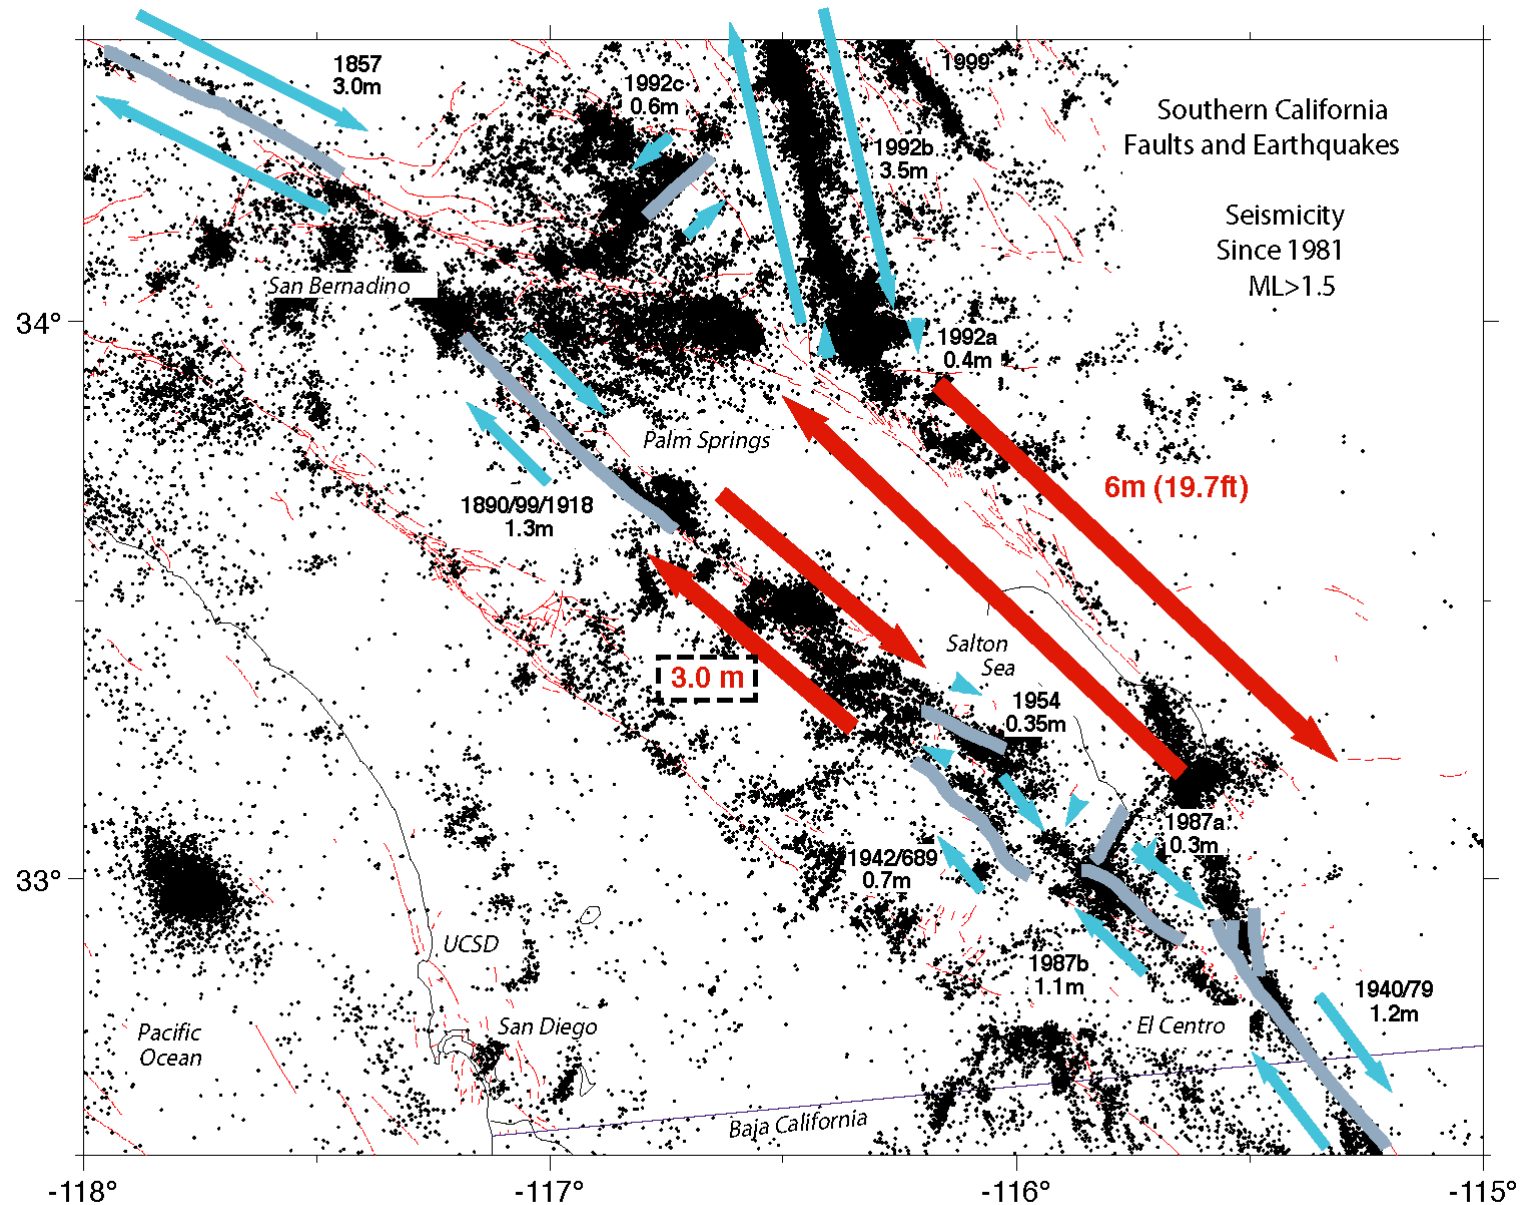 1857
3.0m
1992c
0.6m
1999
Southern California
Faults and Earthquakes
1992b
3.5m
Seismicity
Since 1981
ML>1.5
San Bernadino
34°
1992a
0.4m
Palm Springs
6m (19.7ft)
1890/99/1918
1.3m
Salton
Sea
3.0 m
1954
0.35m
1987a
0.3m
1942/689
0.7m
33°
UCSD
1987b
1.1m
1940/79
1.2m
Pacific
Ocean
San Diego
El Centro
Baja California
-118°
-117°
-116°
-115°